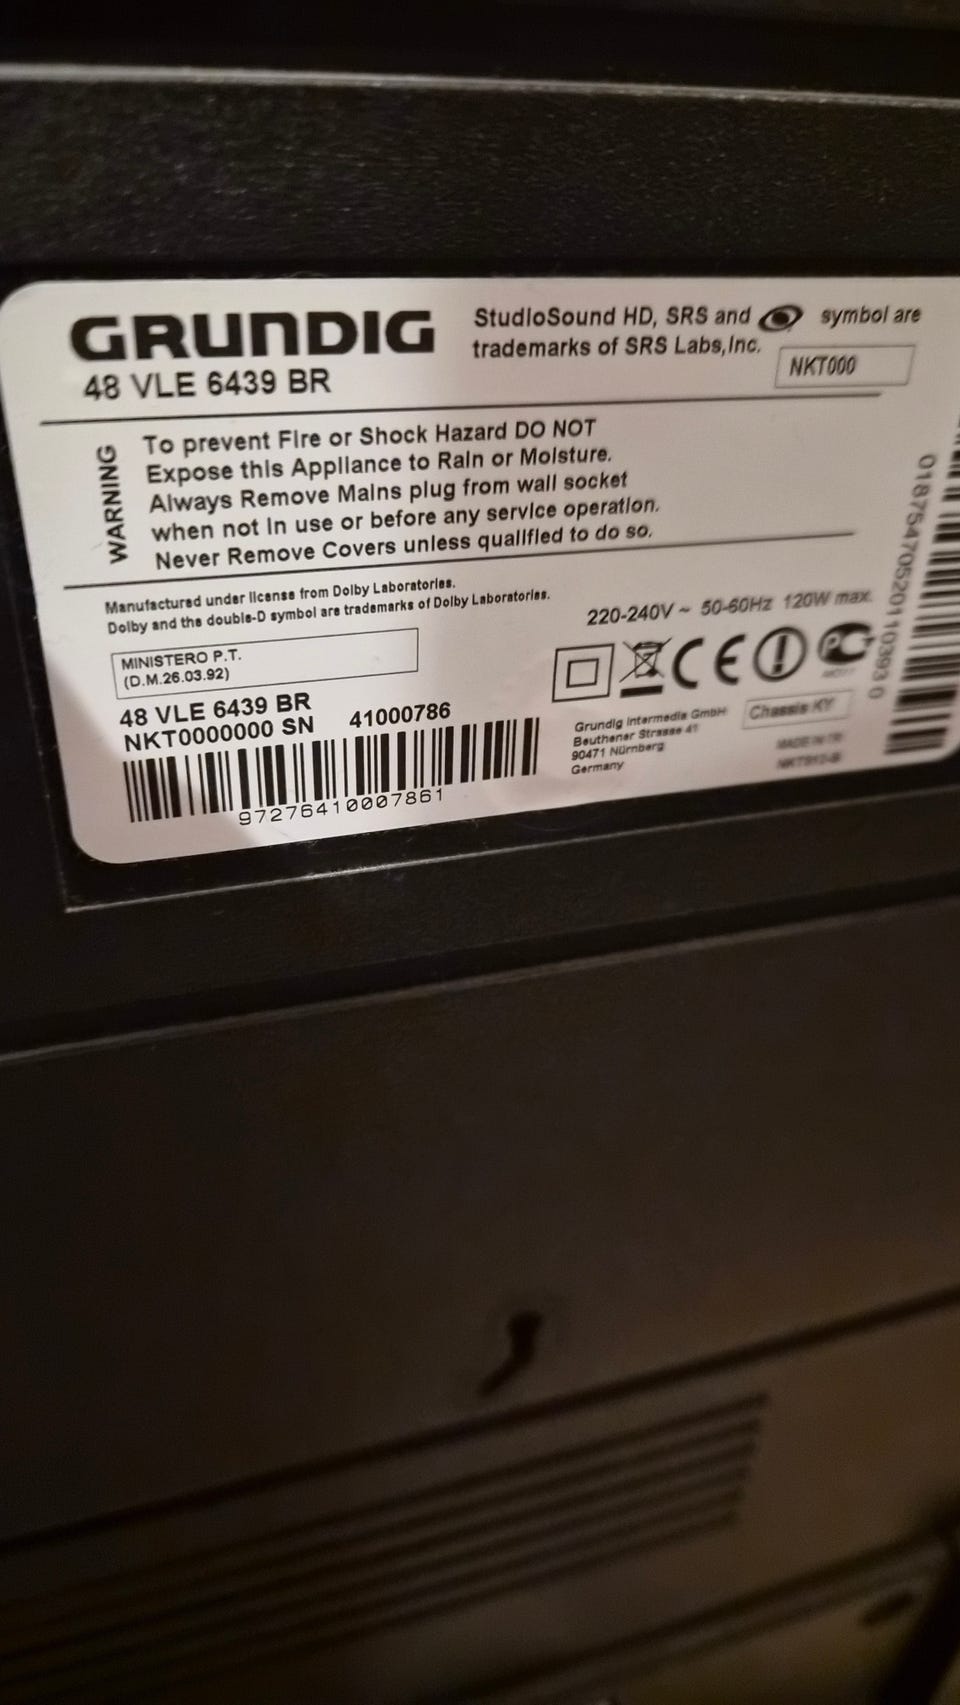 GRUNDIG
48 VLE 6439 BR
StudioSound HD, SRS and symbol are
trademarks of SRS Labs,Inc.
NKT000
WARNING
To prevent Fire or Shock Hazard DO NOT
Expose this Appliance to Rain or Moisture.
Always Remove Mains plug from wall socket
when not in use or before any service operation.
Never Remove Covers unless qualified to do so.
Manufactured under license from Dolby Laboratories.
Dolby and the double-D symbol are trademarks of Dolby Laboratories.
220-240V ~ 50-60Hz 120W max.
MINISTERO P.T.
(D.M.26.03.92)
48 VLE 6439 BR
NKT0000000 SN 41000786
97276410007861
CE
Grundig Intermedia GmbH
Beuthener Strasse 41
90471 Nürnberg
Germany
Chassis KY
MADE IN